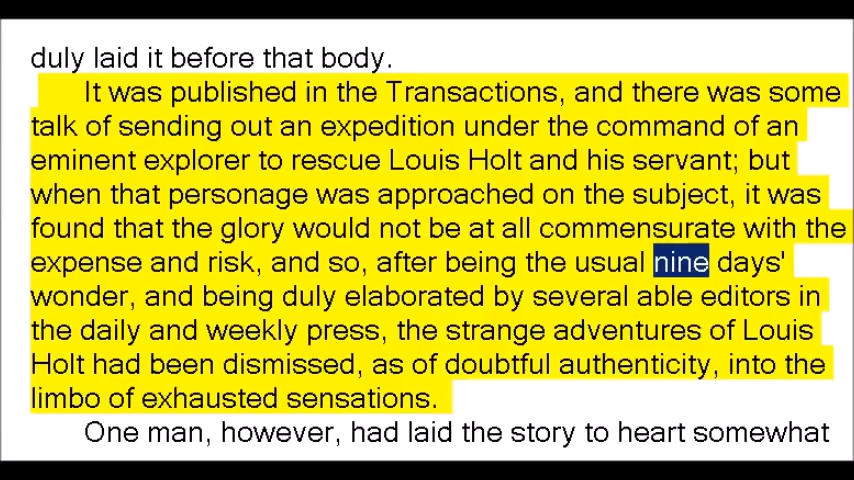 duly laid it before that body.
It was published in the Transactions, and there was some
talk of sending out an expedition under the command of an
eminent explorer to rescue Louis Holt and his servant; but
when that personage was approached on the subject, it was
found that the glory would not be at all commensurate with the
expense and risk, and so, after being the usual nine days'
wonder, and being duly elaborated by several able editors in
the daily and weekly press, the strange adventures of Louis
Holt had been dismissed, as of doubtful authenticity, into the
limbo of exhausted sensations.
One man, however, had laid the story to heart somewhat